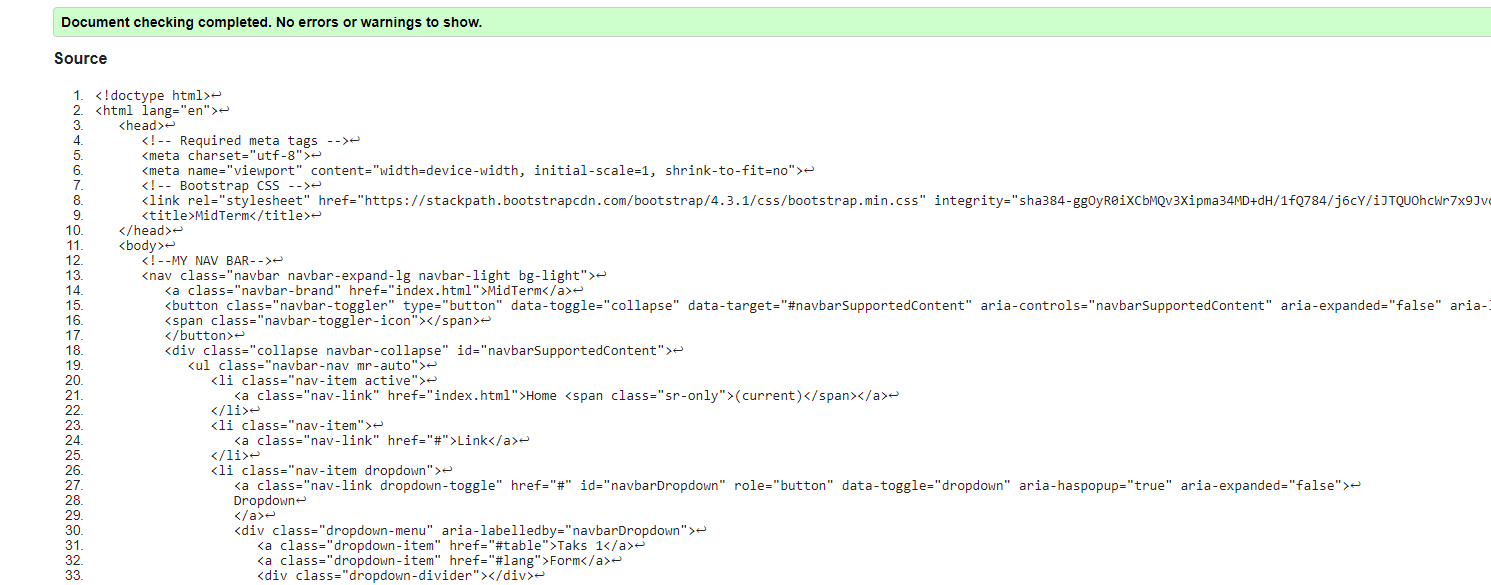 Document checking completed. No errors or warnings to show.
Source
1. <!doctype html>↩
2. <html lang="en">↩
3. <head>↩
4. <!-- Required meta tags -->↩
5. <meta charset="utf-8">↩
6. <meta name="viewport" content="width=device-width, initial-scale=1, shrink-to-fit=no">↩
7. <!-- Bootstrap CSS -->↩
8. <link rel="stylesheet" href="https://stackpath.bootstrapcdn.com/bootstrap/4.3.1/css/bootstrap.min.css" integrity="sha384-ggOyR0iXCbMQv3Xipma34MD+dH/1fQ784/j6cY/iJTQUOhcWr7x9Jvo
9. <title>MidTerm</title>↩
10. </head>↩
11. <body>↩
12. <!--MY NAV BAR-->↩
13. <nav class="navbar navbar-expand-lg navbar-light bg-light">↩
14. <a class="navbar-brand" href="index.html">MidTerm</a>↩
15. <button class="navbar-toggler" type="button" data-toggle="collapse" data-target="#navbarSupportedContent" aria-controls="navbarSupportedContent" aria-expanded="false" aria-l
16. <span class="navbar-toggler-icon"></span>↩
17. </button>↩
18. <div class="collapse navbar-collapse" id="navbarSupportedContent">↩
19. <ul class="navbar-nav mr-auto">↩
20. <li class="nav-item active">↩
21. <a class="nav-link" href="index.html">Home <span class="sr-only">(current)</span></a>↩
22. </li>↩
23. <li class="nav-item">↩
24. <a class="nav-link" href="#">Link</a>↩
25. </li>↩
26. <li class="nav-item dropdown">↩
27. <a class="nav-link dropdown-toggle" href="#" id="navbarDropdown" role="button" data-toggle="dropdown" aria-haspopup="true" aria-expanded="false">↩
28. Dropdown↩
29. </a>↩
30. <div class="dropdown-menu" aria-labelledby="navbarDropdown">↩
31. <a class="dropdown-item" href="#table">Taks 1</a>↩
32. <a class="dropdown-item" href="#lang">Form</a>↩
33. <div class="dropdown-divider"></div>↩